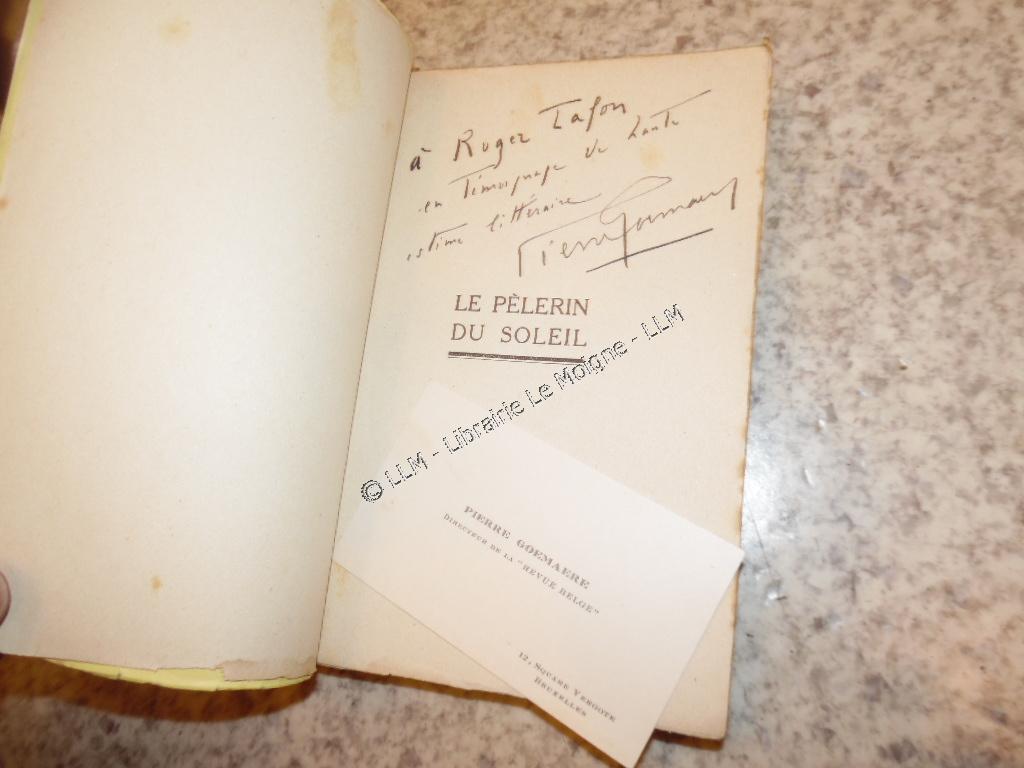 à Roger Lafon
en témoignage de haute
estime littéraire
Pierre Goemaere
LE PÈLERIN
DU SOLEIL
© LLM - Librairie Le Moigne - LLM
PIERRE GOEMAERE
DIRECTEUR DE LA "REVUE BELGE"
12, SQUARE VERGOTE
BRUXELLES